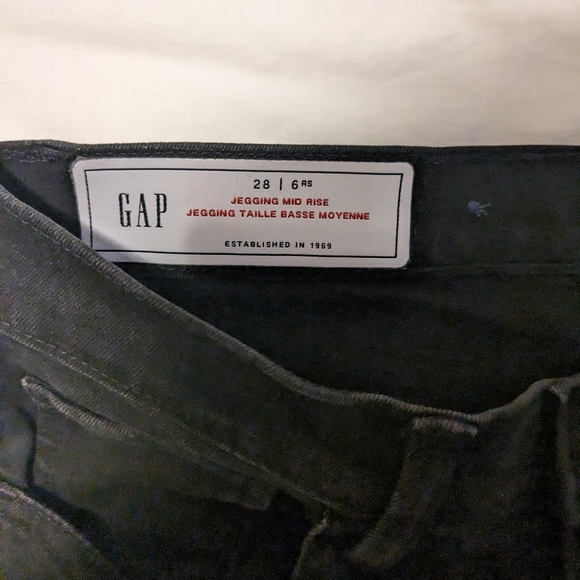 GAP
28 | 6RS
JEGGING MID RISE
JEGGING TAILLE BASSE MOYENNE
ESTABLISHED IN 1969